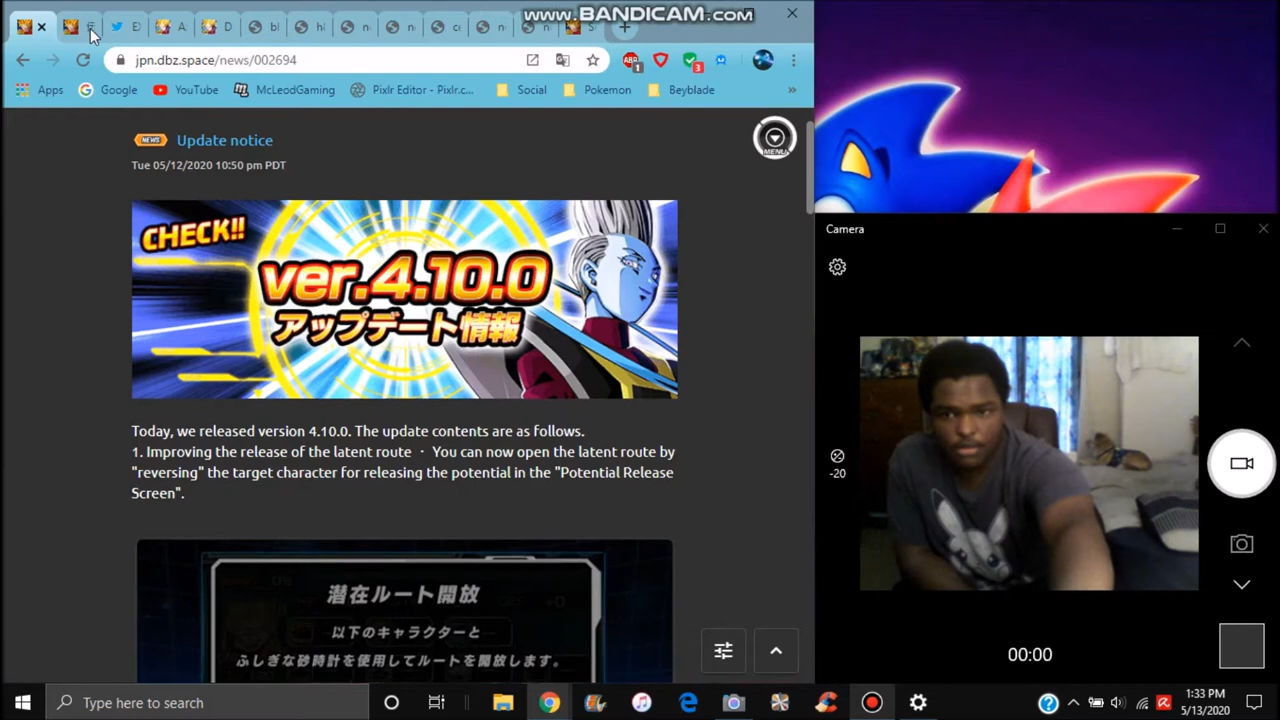 www.BANDICAM.com
jpn.dbz.space/news/002694
ABP
1
3
Apps
Google
YouTube
McLeodGaming
Pixlr Editor - Pixlr.c...
Social
Pokemon
Beyblade
»
NEWS
Update notice
MENU
Tue 05/12/2020 10:50 pm PDT
CHECK!!
ver.4.10.0
アップデート情報
Today, we released version 4.10.0. The update contents are as follows.
1. Improving the release of the latent route ・ You can now open the latent route by
"reversing" the target character for releasing the potential in the "Potential Release
Screen".
潜在ルート開放
以下のキャラクターと
ふしぎな砂時計を使用してルートを開放します。
Camera
-20
00:00
Type here to search
1:33 PM
5/13/2020